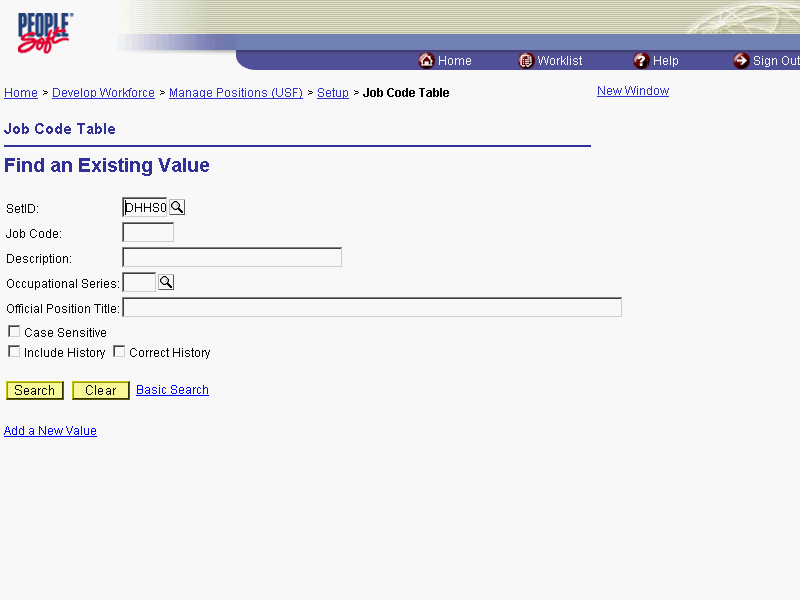 PEOPLE Soft
Home Worklist Help Sign Out
Home > Develop Workforce > Manage Positions (USF) > Setup > Job Code Table New Window
Job Code Table
Find an Existing Value
SetID: DHHS0
Job Code:
Description:
Occupational Series:
Official Position Title:
Case Sensitive
Include History Correct History
Search Clear Basic Search
Add a New Value